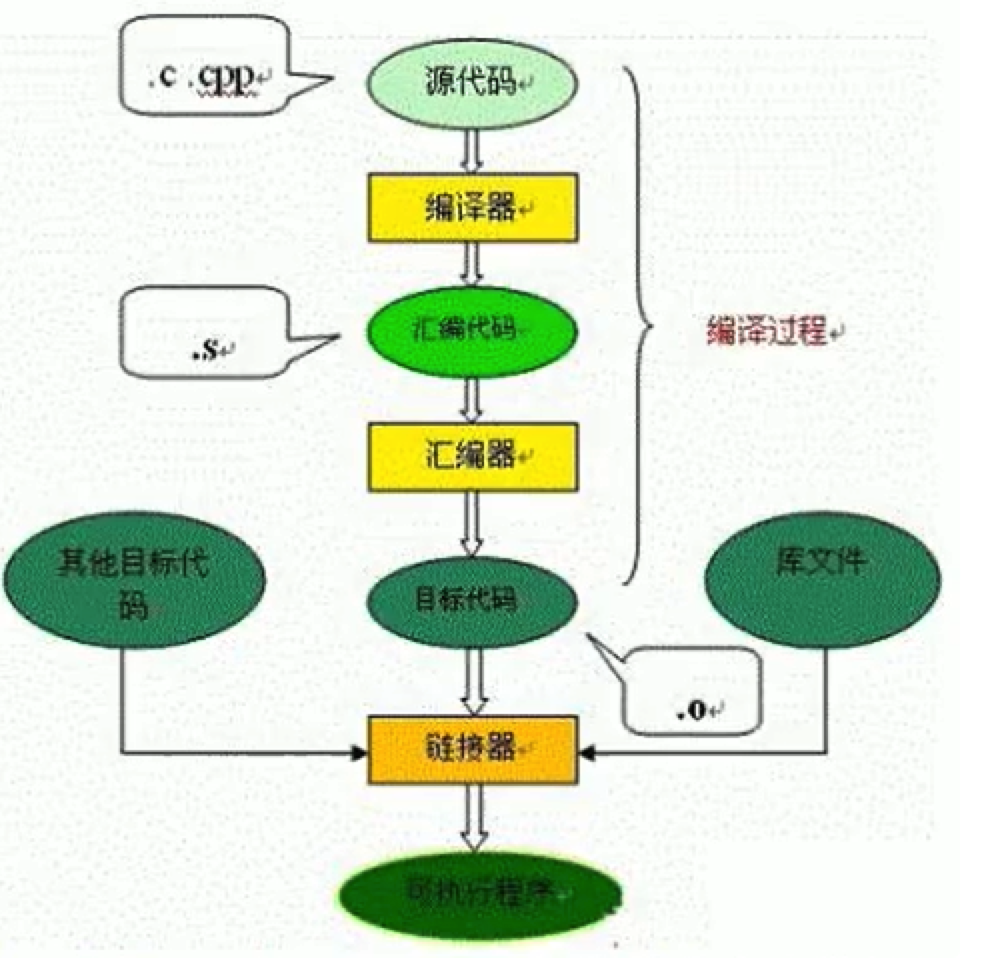 .c .cpp
源代码
编译器
汇编代码
.s
编译过程
汇编器
其他目标代
码
目标代码
库文件
.o
链接器
可执行程序